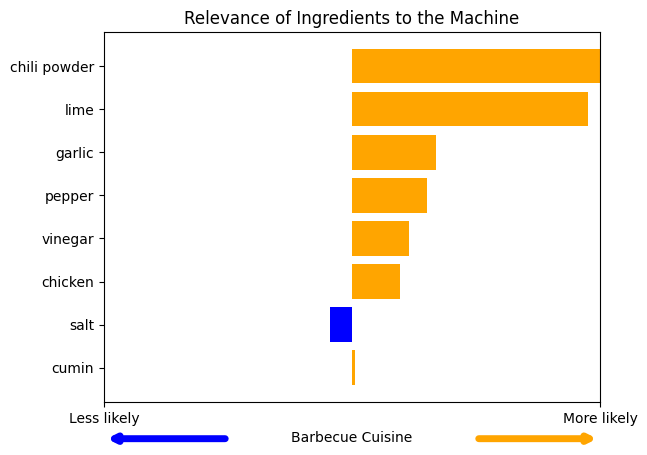 Relevance of Ingredients to the Machine
chili powder
lime
garlic
pepper
vinegar
chicken
salt
cumin
Less likely
More likely
Barbecue Cuisine